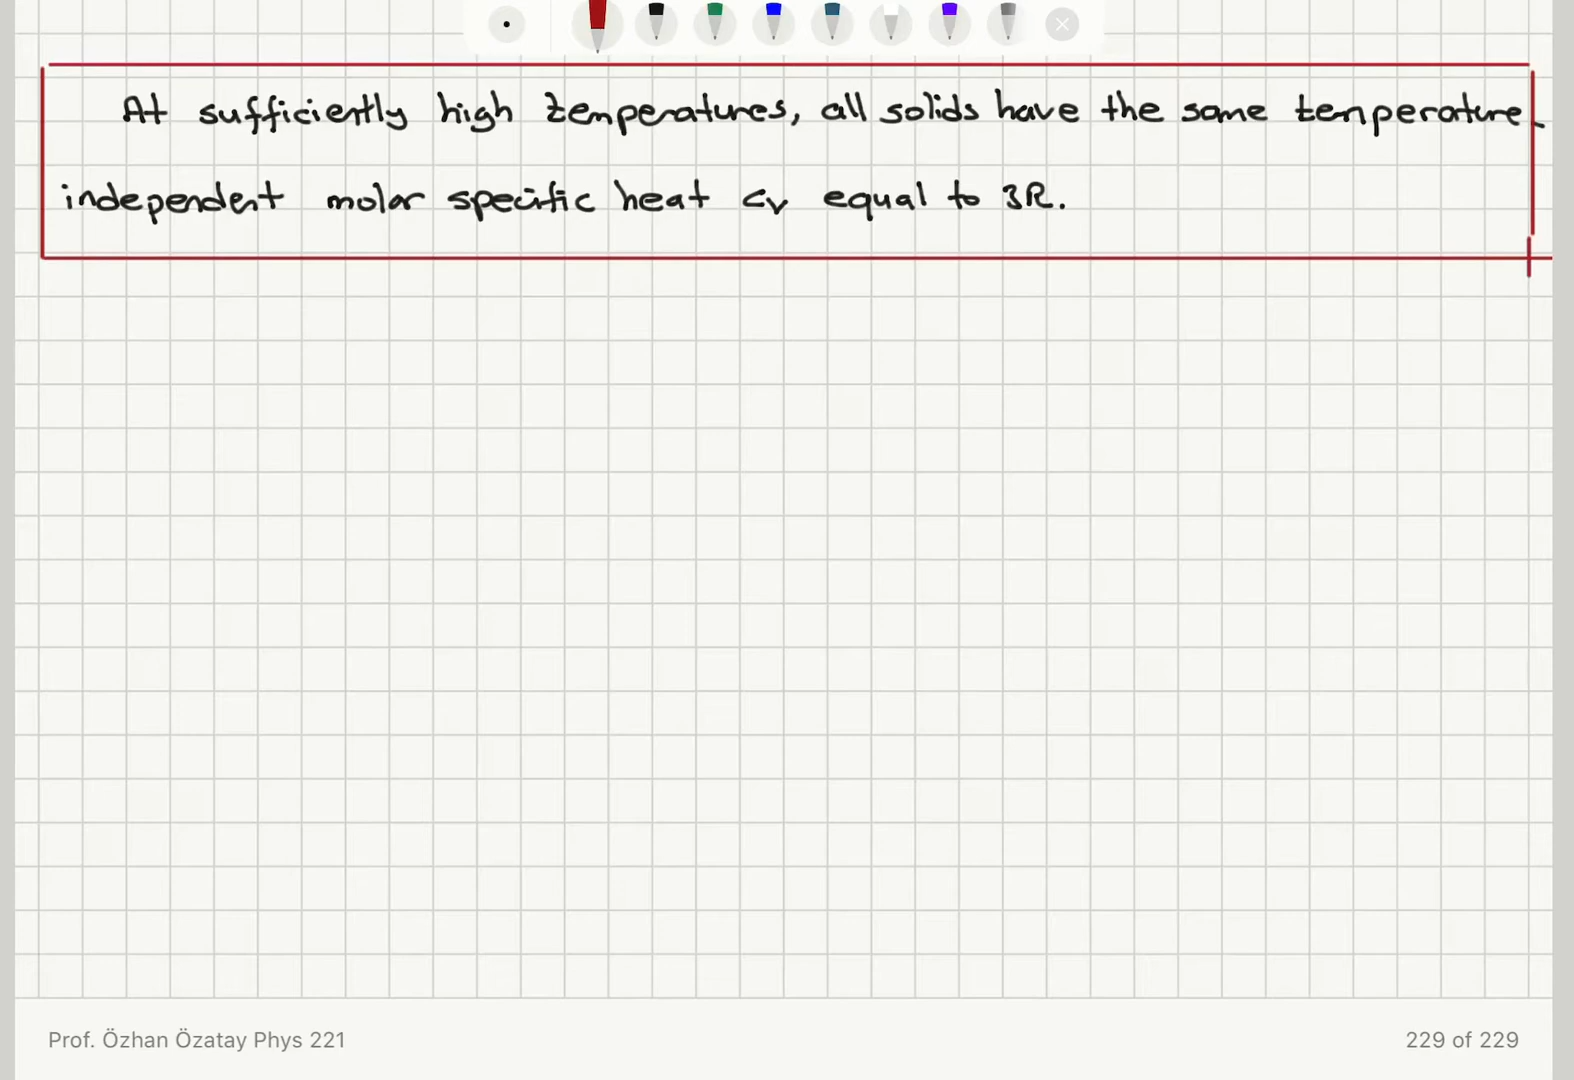 At sufficiently high temperatures, all solids have the same temperature-
independent molar specific heat cv equal to 3R.
Prof. Özhan Özatay Phys 221
229 of 229